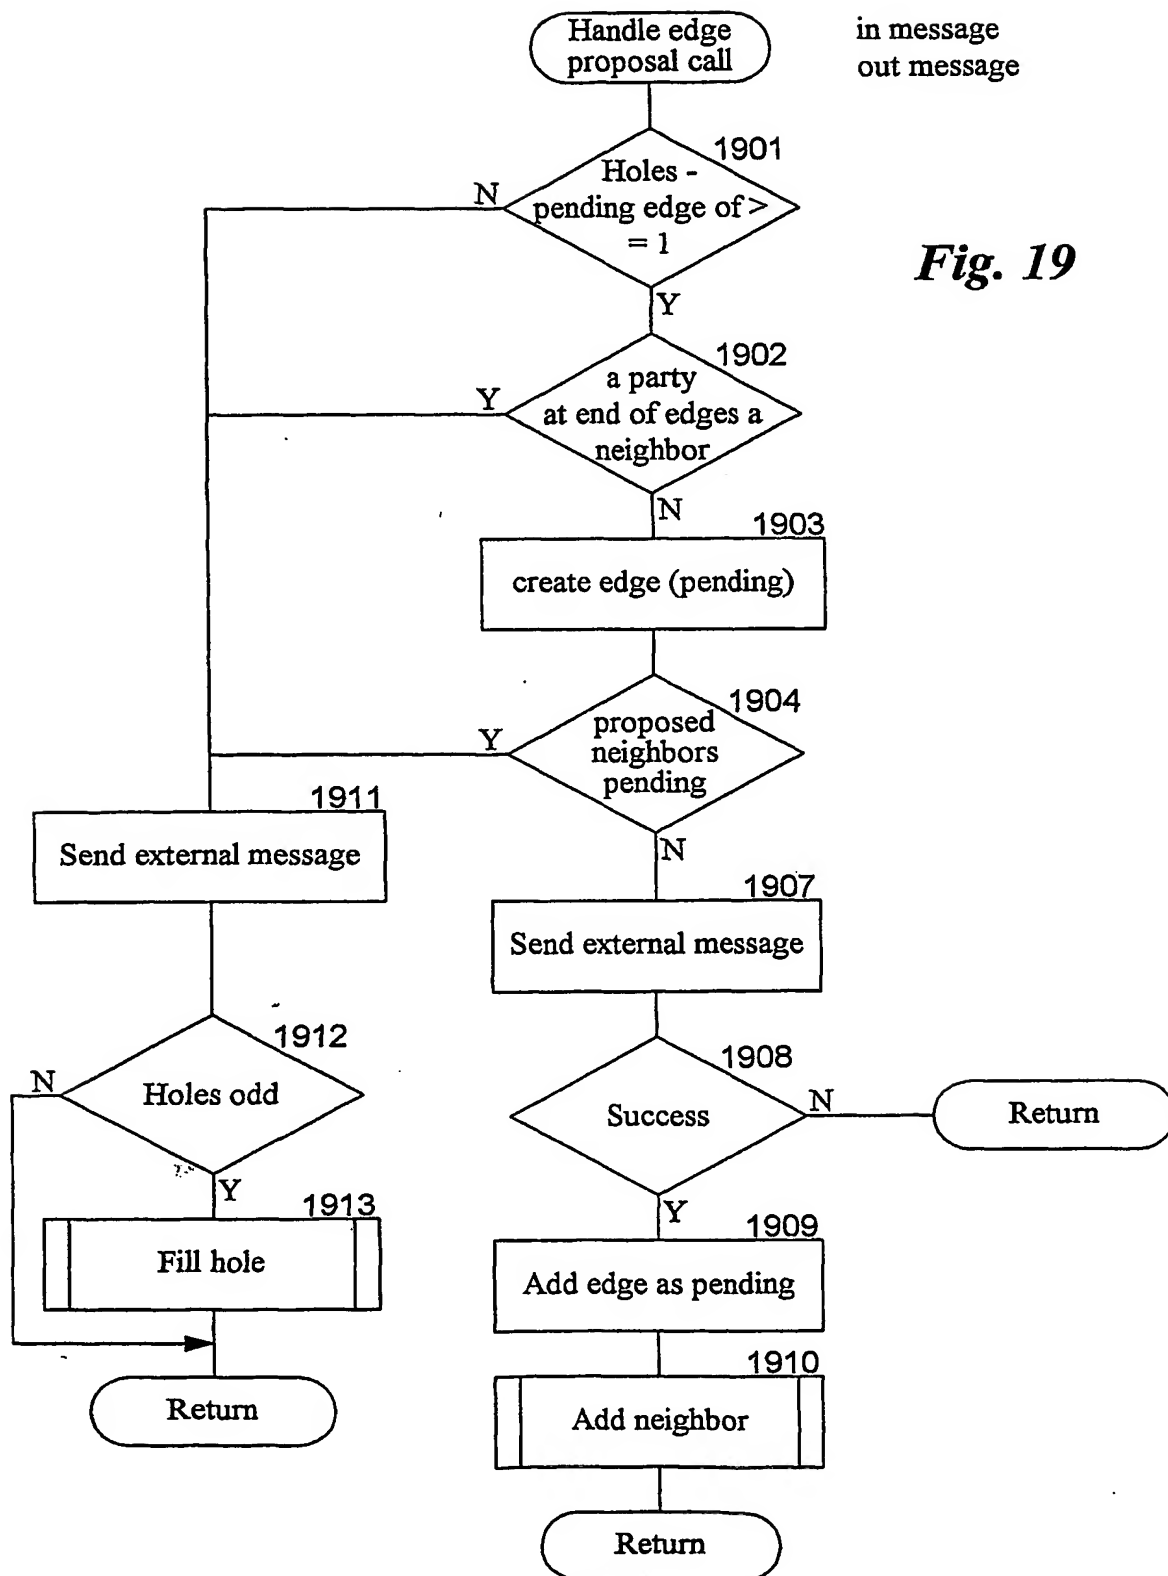 Handle edge
proposal call
in message
out message
1901
Holes -
pending edge of >
= 1
N
Y
Fig. 19
1902
a party
at end of edges a
neighbor
Y
N
1903
create edge (pending)
1904
proposed
neighbors
pending
Y
N
1911
Send external message
1907
Send external message
1912
Holes odd
N
Y
1908
Success
N
Return
Y
1913
Fill hole
1909
Add edge as pending
1910
Add neighbor
Return
Return